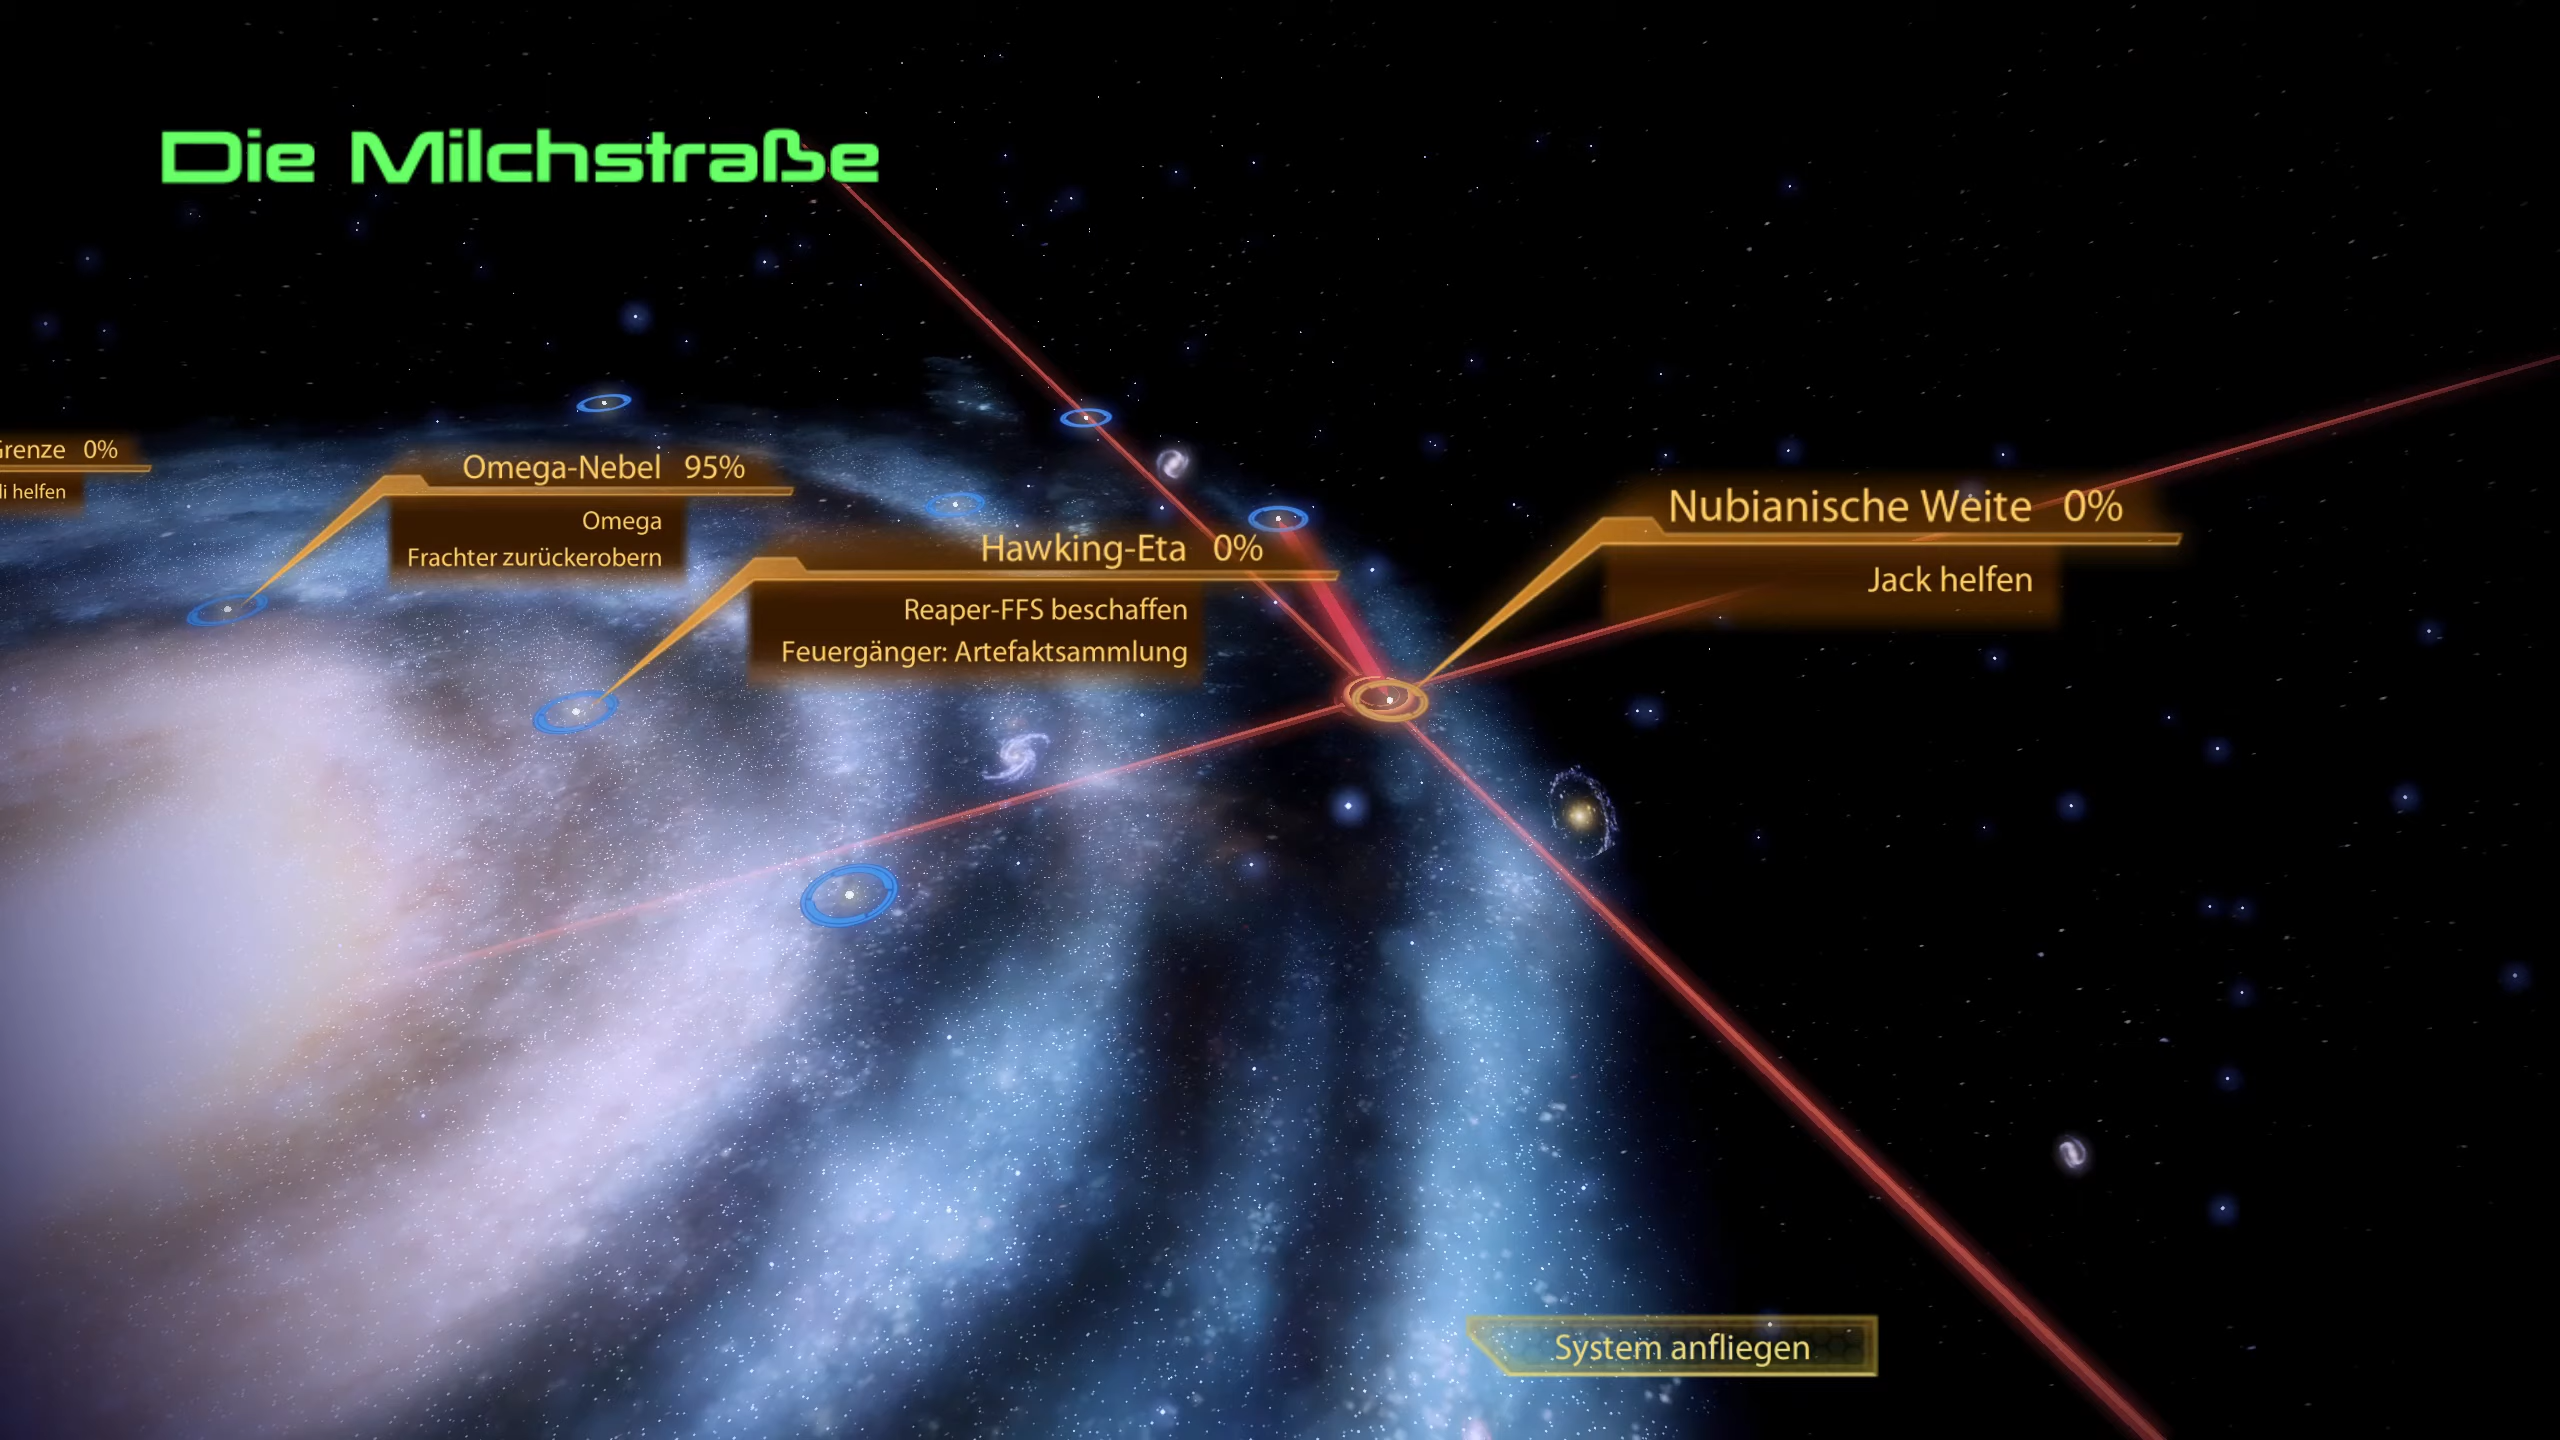 Die Milchstraße
Grenze 0%
helfen
Omega-Nebel 95%
Omega
Frachter zurückerobern
Hawking-Eta 0%
Reaper-FFS beschaffen
Feuergänger: Artefaktsammlung
Nubianische Weite 0%
Jack helfen
System anfliegen